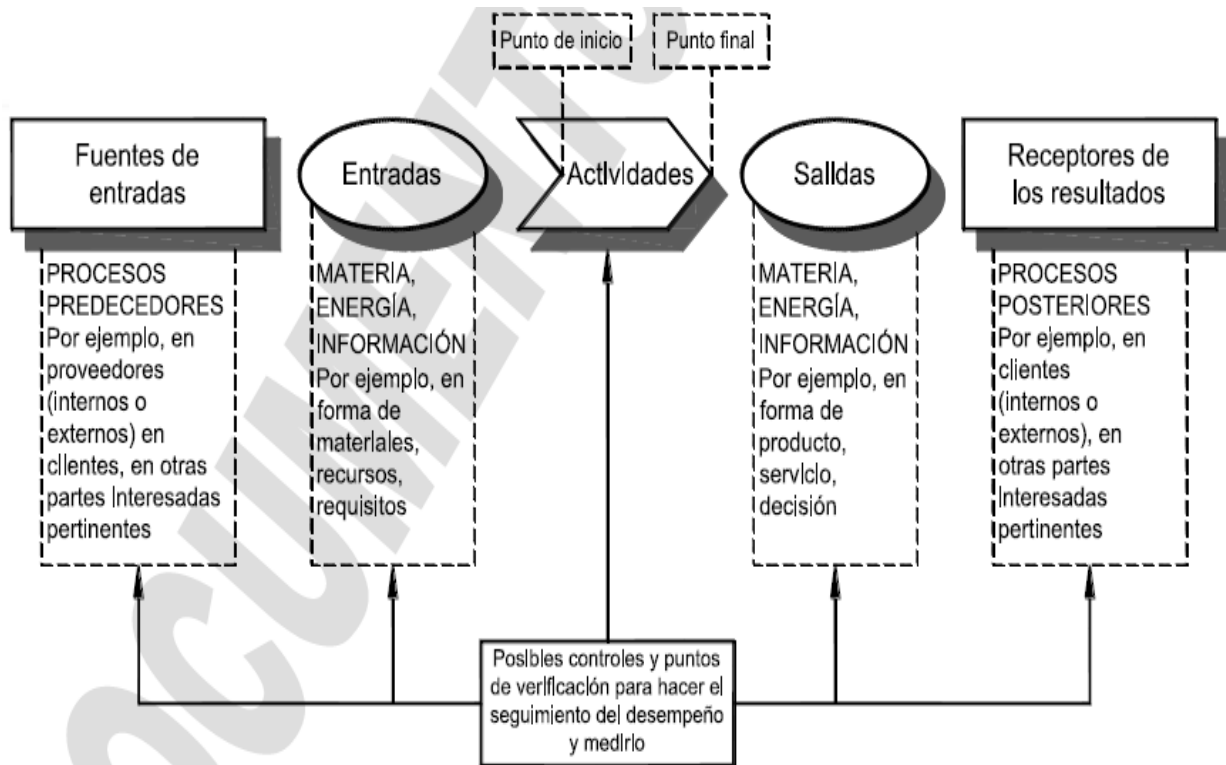 Punto de inicio
Punto final
Fuentes de
entradas
Entradas
Actividades
Salidas
Receptores de
los resultados
PROCESOS
PREDECEDORES
Por ejemplo, en
proveedores
(internos o
externos) en
clientes, en otras
partes interesadas
pertinentes
MATERÍA,
ENERGÍA,
INFORMACIÓN
Por ejemplo, en
forma de
materiales,
recursos,
requisitos
MATERÍA,
ENERGÍA,
INFORMACIÓN
Por ejemplo, en
forma de
producto,
servicio,
decisión
PROCESOS
POSTERIORES
Por ejemplo, en
clientes
(internos o
externos), en
otras partes
interesadas
pertinentes
Posibles controles y puntos
de verificación para hacer el
seguimiento del desempeño
y medirlo